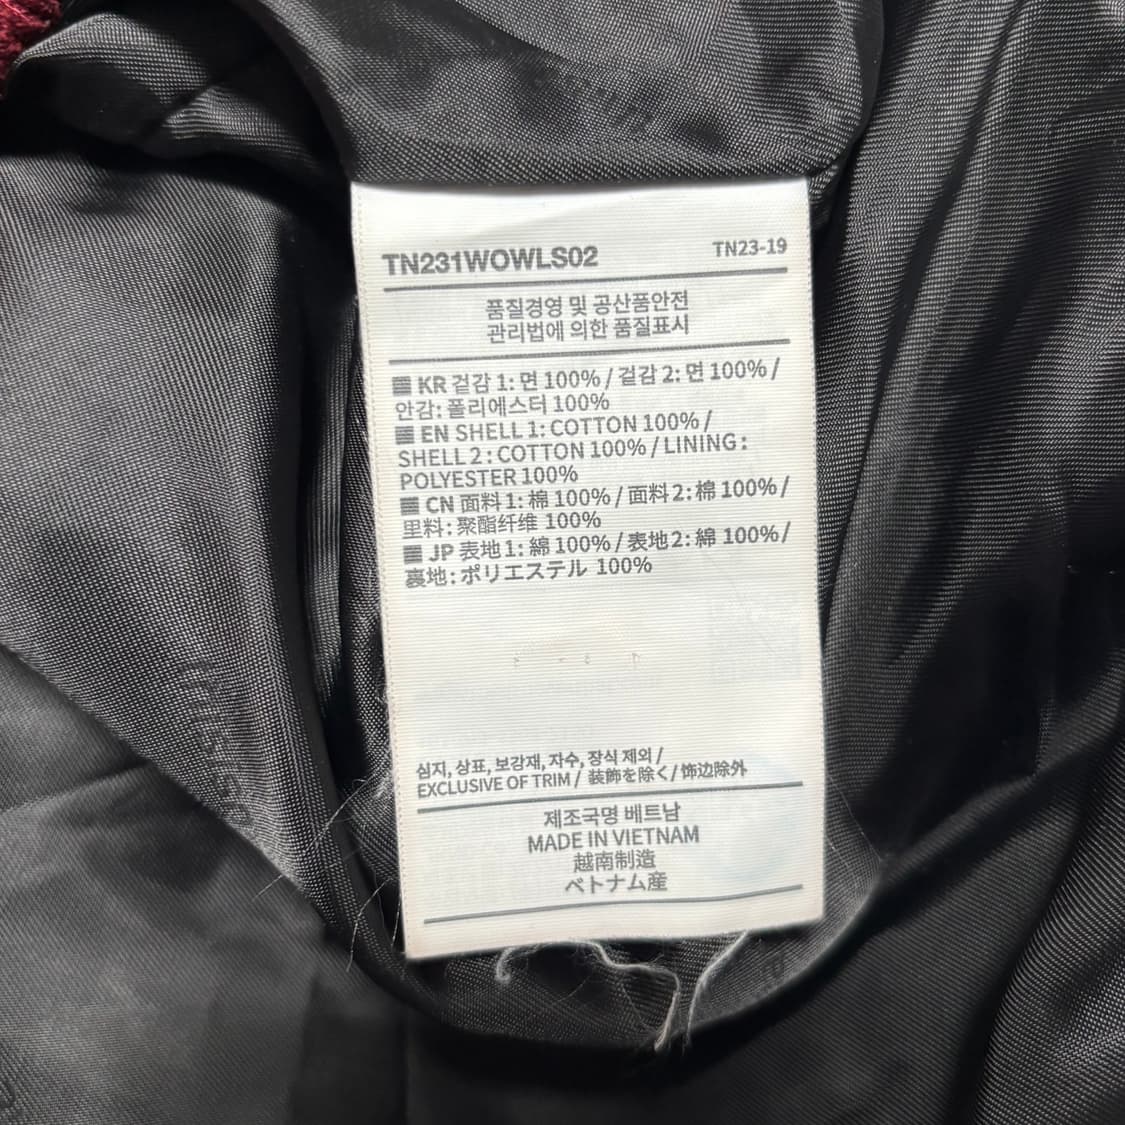 TN231WOWLS02 TN23-19
품질경영 및 공산품안전
관리법에 의한 품질표시
KR 겉감 1: 면 100% / 겉감 2: 면 100% /
안감: 폴리에스터 100%
EN SHELL 1: COTTON 100% /
SHELL 2 : COTTON 100% / LINING :
POLYESTER 100%
CN 面料 1: 棉 100% / 面料 2: 棉 100% /
里料: 聚酯纤维 100%
JP 表地 1: 綿 100% / 表地 2: 綿 100% /
裏地: ポリエステル 100%
심지, 상표, 보강재, 자수, 장식 제외 /
EXCLUSIVE OF TRIM / 装飾を除く / 饰边除外
제조국명 베트남
MADE IN VIETNAM
越南制造
ベトナム産